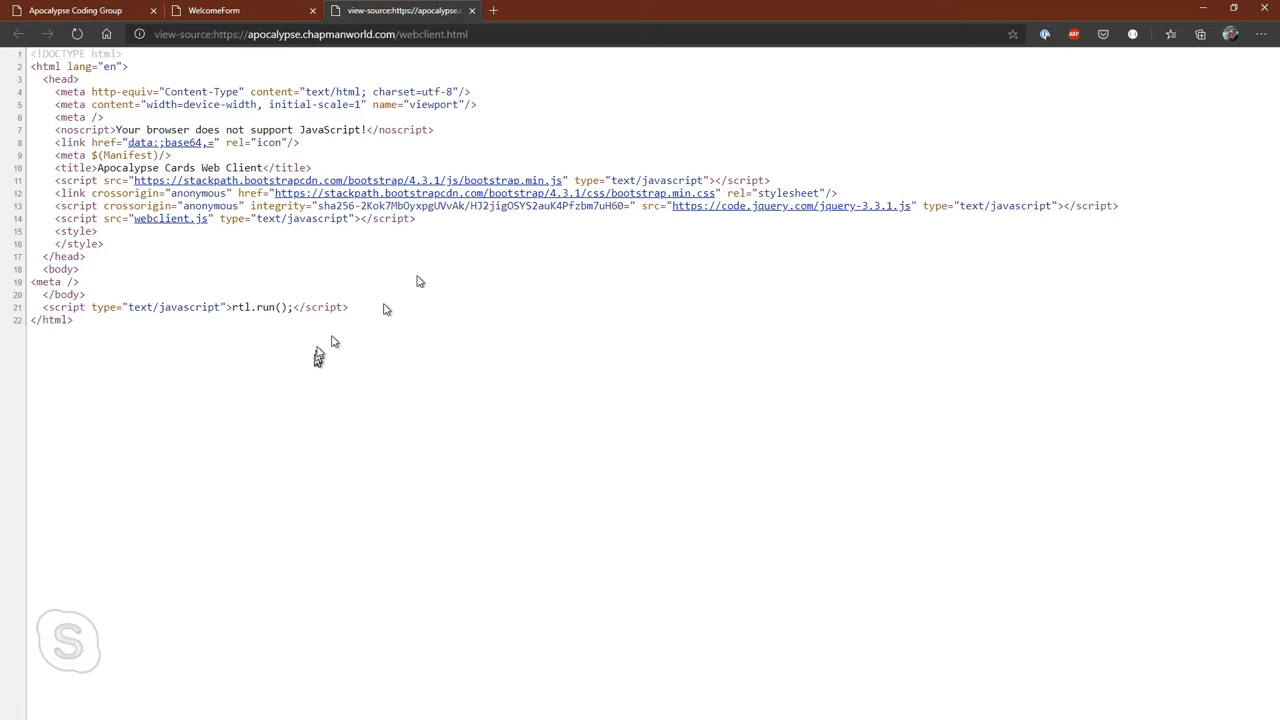 Apocalypse Coding Group
WelcomeForm
view-source:https://apocalypse.c
view-source:https://apocalypse.chapmanworld.com/webclient.html
1 <!DOCTYPE html>
2 <html lang="en">
3 <head>
4 <meta http-equiv="Content-Type" content="text/html; charset=utf-8"/>
5 <meta content="width=device-width, initial-scale=1" name="viewport"/>
6 <meta />
7 <noscript>Your browser does not support JavaScript!</noscript>
8 <link href="data:;base64,=" rel="icon"/>
9 <meta $(Manifest)/>
10 <title>Apocalypse Cards Web Client</title>
11 <script src="https://stackpath.bootstrapcdn.com/bootstrap/4.3.1/js/bootstrap.min.js" type="text/javascript"></script>
12 <link crossorigin="anonymous" href="https://stackpath.bootstrapcdn.com/bootstrap/4.3.1/css/bootstrap.min.css" rel="stylesheet"/>
13 <script crossorigin="anonymous" integrity="sha256-2Kok7MbOyxpgUVvAk/HJ2jigOSYS2auK4Pfzbm7uH60=" src="https://code.jquery.com/jquery-3.3.1.js" type="text/javascript"></script>
14 <script src="webclient.js" type="text/javascript"></script>
15 <style>
16 </style>
17 </head>
18 <body>
19 <meta />
20 </body>
21 <script type="text/javascript">rtl.run();</script>
22 </html>
ABP
S